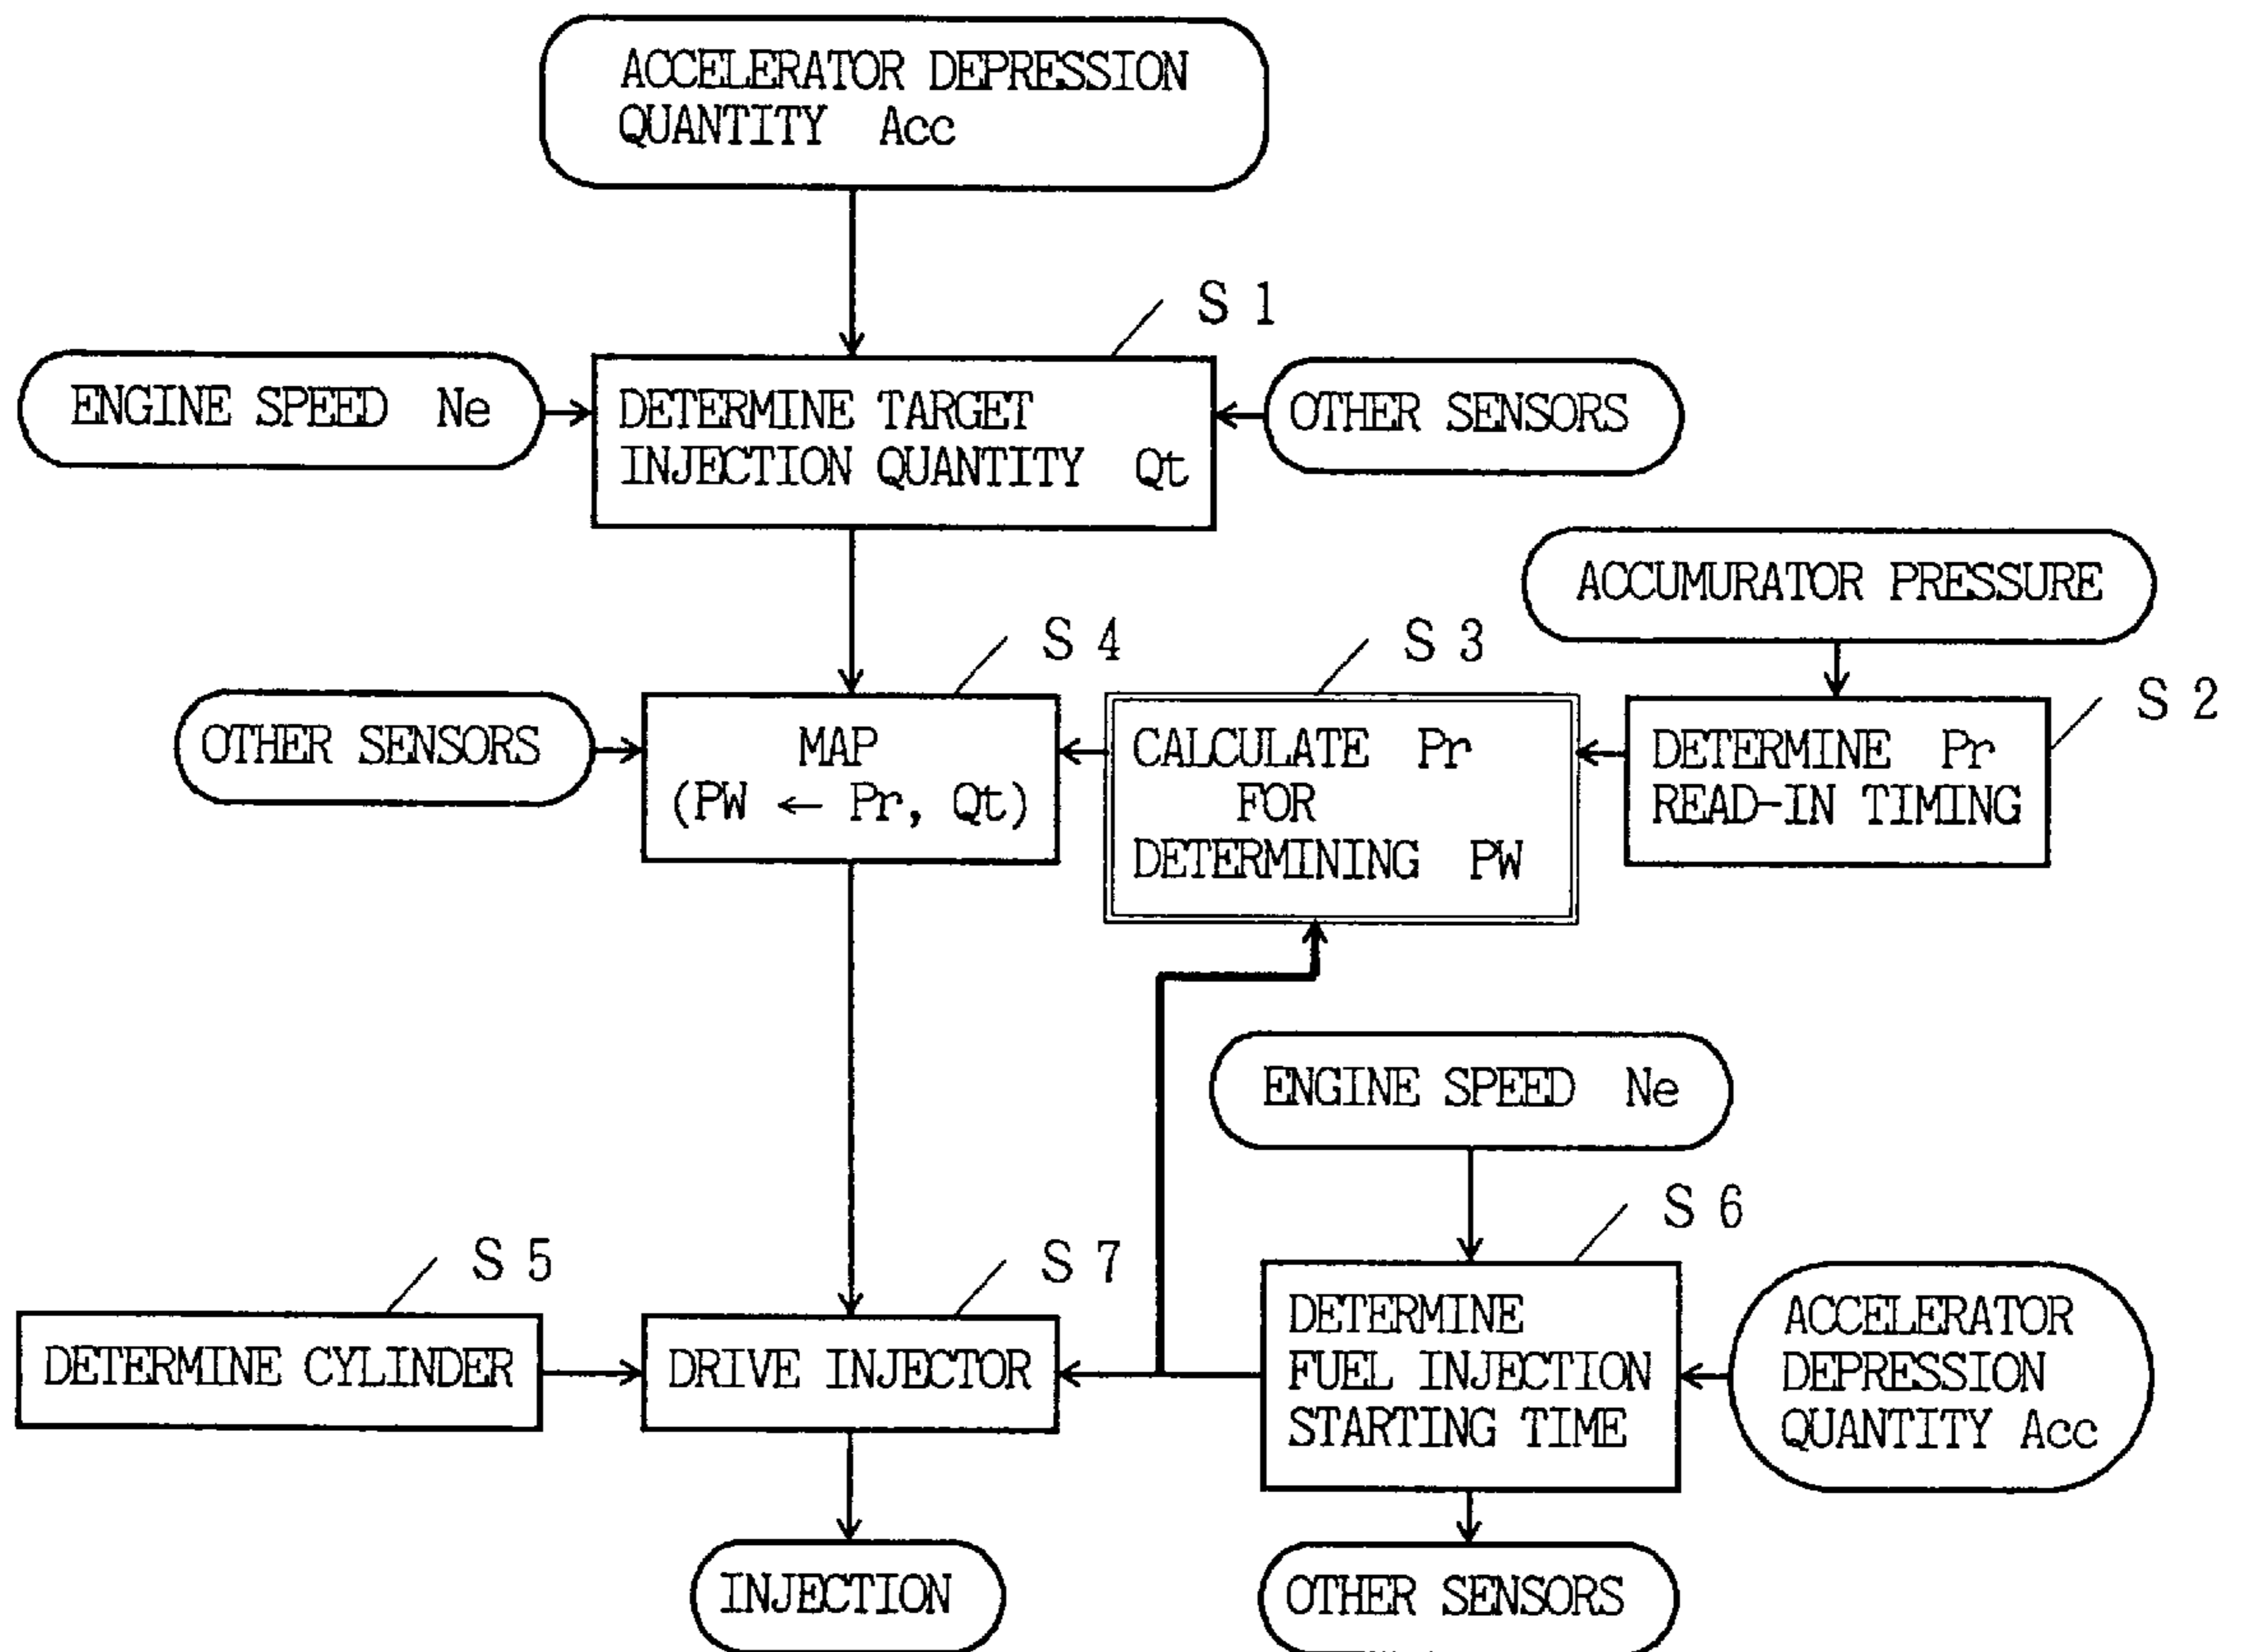 ACCELERATOR DEPRESSION
QUANTITY Acc
S 1
ENGINE SPEED Ne
DETERMINE TARGET
INJECTION QUANTITY Qt
OTHER SENSORS
ACCUMURATOR PRESSURE
S 4
S 3
S 2
OTHER SENSORS
MAP
(PW ← Pr, Qt)
CALCULATE Pr
FOR
DETERMINING PW
DETERMINE Pr
READ-IN TIMING
ENGINE SPEED Ne
S 5
S 7
S 6
DETERMINE CYLINDER
DRIVE INJECTOR
DETERMINE
FUEL INJECTION
STARTING TIME
ACCELERATOR
DEPRESSION
QUANTITY Acc
INJECTION
OTHER SENSORS